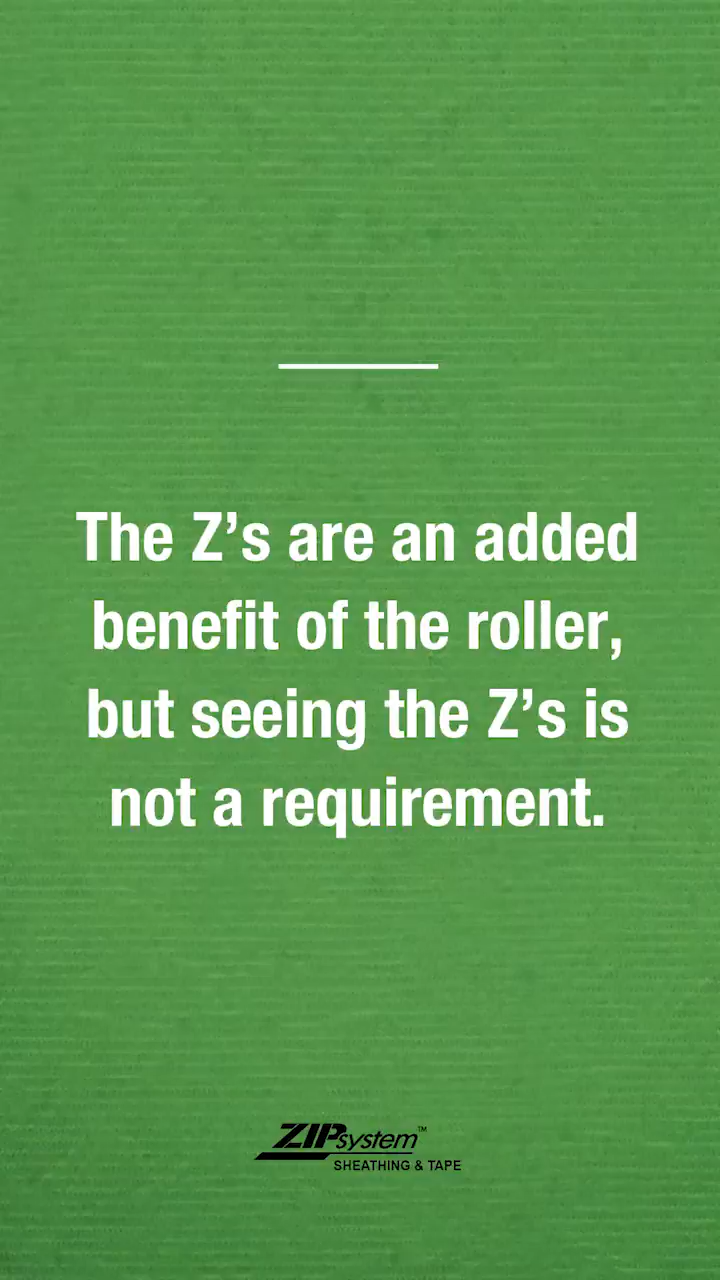 The Z’s are an added
benefit of the roller,
but seeing the Z’s is
not a requirement.
ZIPsystem™
SHEATHING & TAPE